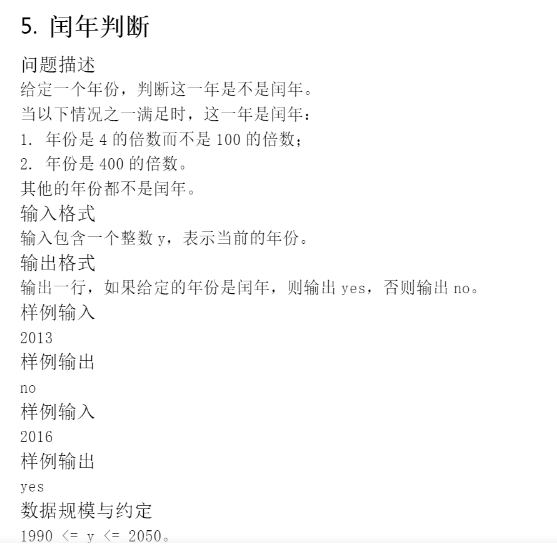 5. 闰年判断
问题描述
给定一个年份，判断这一年是不是闰年。
当以下情况之一满足时，这一年是闰年：
1. 年份是 4 的倍数而不是 100 的倍数；
2. 年份是 400 的倍数。
其他的年份都不是闰年。
输入格式
输入包含一个整数 y，表示当前的年份。
输出格式
输出一行，如果给定的年份是闰年，则输出 yes，否则输出 no。
样例输入
2013
样例输出
no
样例输入
2016
样例输出
yes
数据规模与约定
1990 <= y <= 2050。